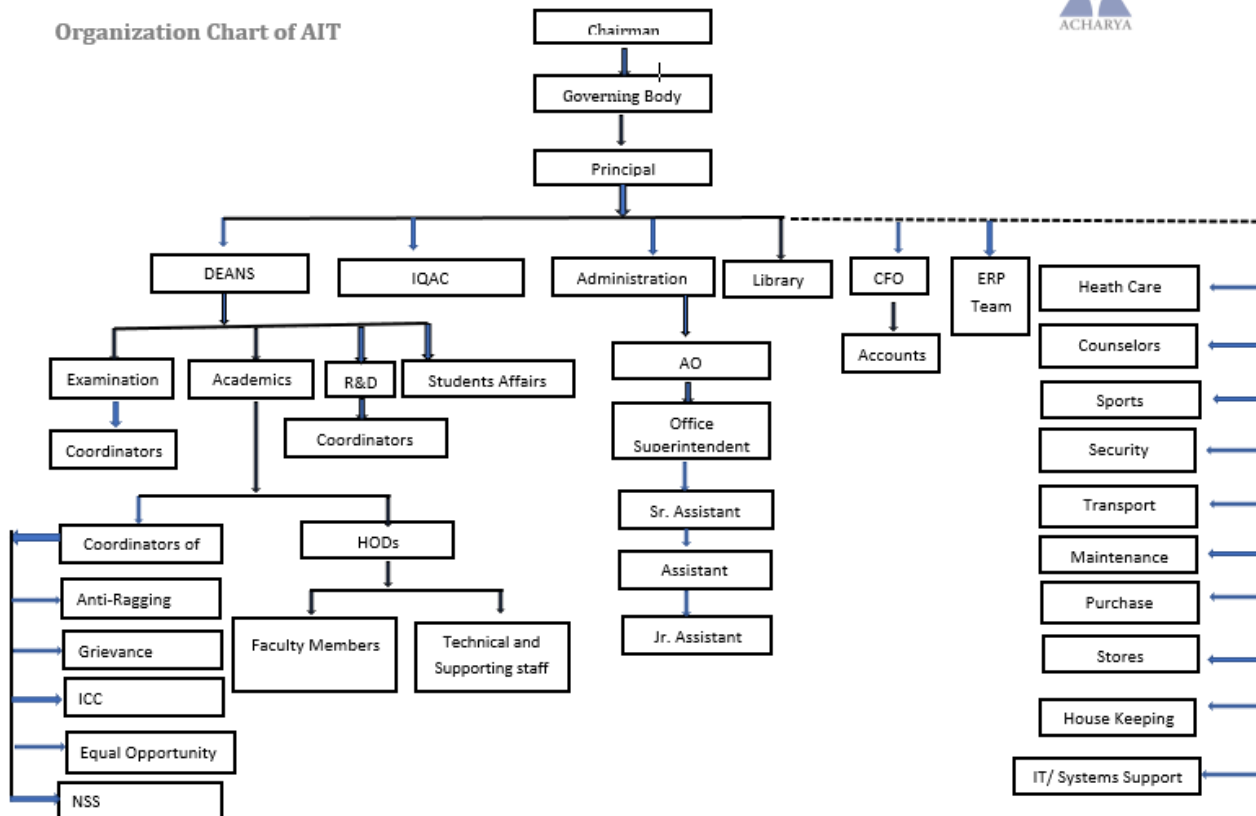 Organization Chart of AIT
ACHARYA
Chairman
Governing Body
Principal
DEANS
IQAC
Administration
Library
CFO
ERP
Team
Heath Care
Examination
Academics
R&D
Students Affairs
AO
Accounts
Counselors
Coordinators
Coordinators
Office
Superintendent
Sports
Security
Sr. Assistant
Transport
Coordinators of
HODs
Assistant
Maintenance
Anti-Ragging
Purchase
Grievance
Faculty Members
Technical and
Supporting staff
Jr. Assistant
Stores
ICC
House Keeping
Equal Opportunity
IT/ Systems Support
NSS